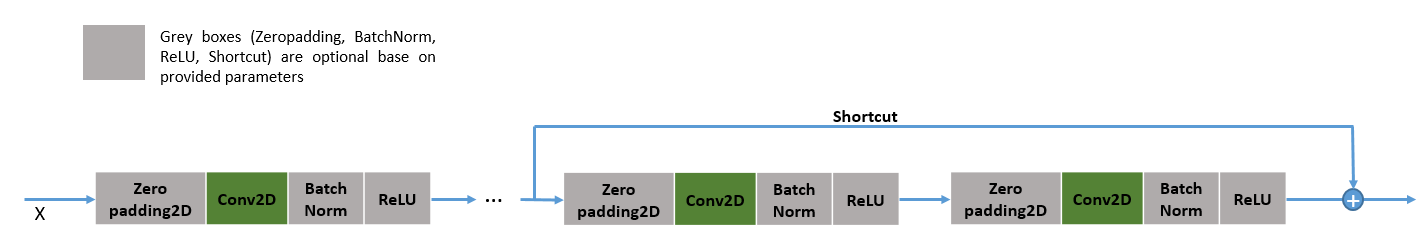 Grey boxes (Zeropadding, BatchNorm,
ReLU, Shortcut) are optional base on
provided parameters
Shortcut
X
Zero
padding2D
Conv2D
Batch
Norm
ReLU
...
Zero
padding2D
Conv2D
Batch
Norm
ReLU
Zero
padding2D
Conv2D
Batch
Norm
ReLU
+